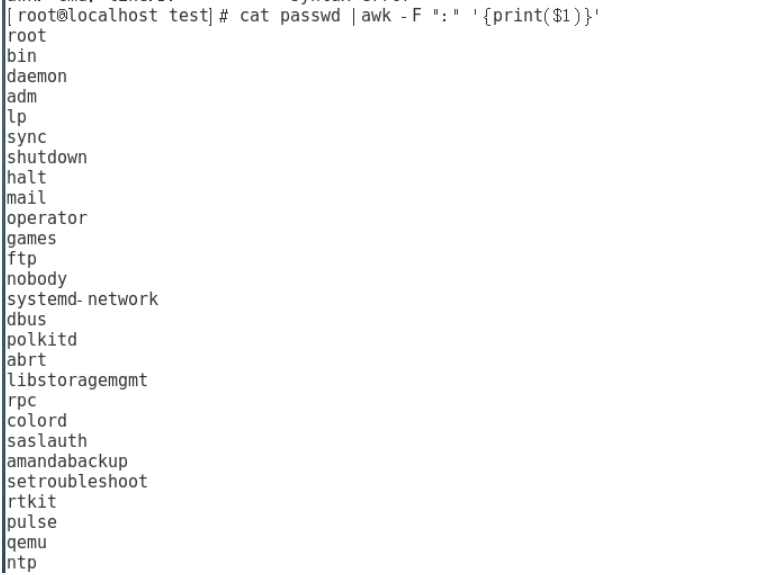 [root@localhost test]# cat passwd |awk -F ":" '{print($1)}'
root
bin
daemon
adm
lp
sync
shutdown
halt
mail
operator
games
ftp
nobody
systemd-network
dbus
polkitd
abrt
libstoragemgmt
rpc
colord
saslauth
amandabackup
setroubleshoot
rtkit
pulse
qemu
ntp